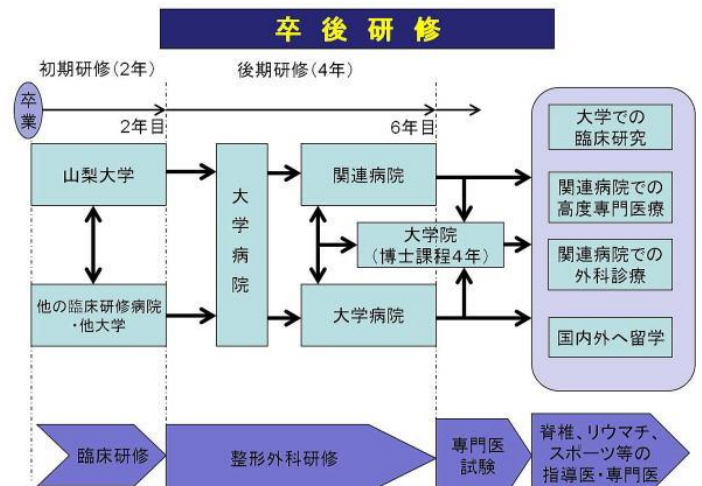 卒後研修
初期研修(2年)
後期研修(4年)
卒
業
2年目
6年目
山梨大学
他の臨床研修病院
・他大学
大
学
病
院
関連病院
大学院
(博士課程4年)
大学病院
大学での
臨床研究
関連病院での
高度専門医療
関連病院での
外科診療
国内外へ留学
臨床研修
整形外科研修
専門医
試験
脊椎、リウマチ、
スポーツ等の
指導医・専門医